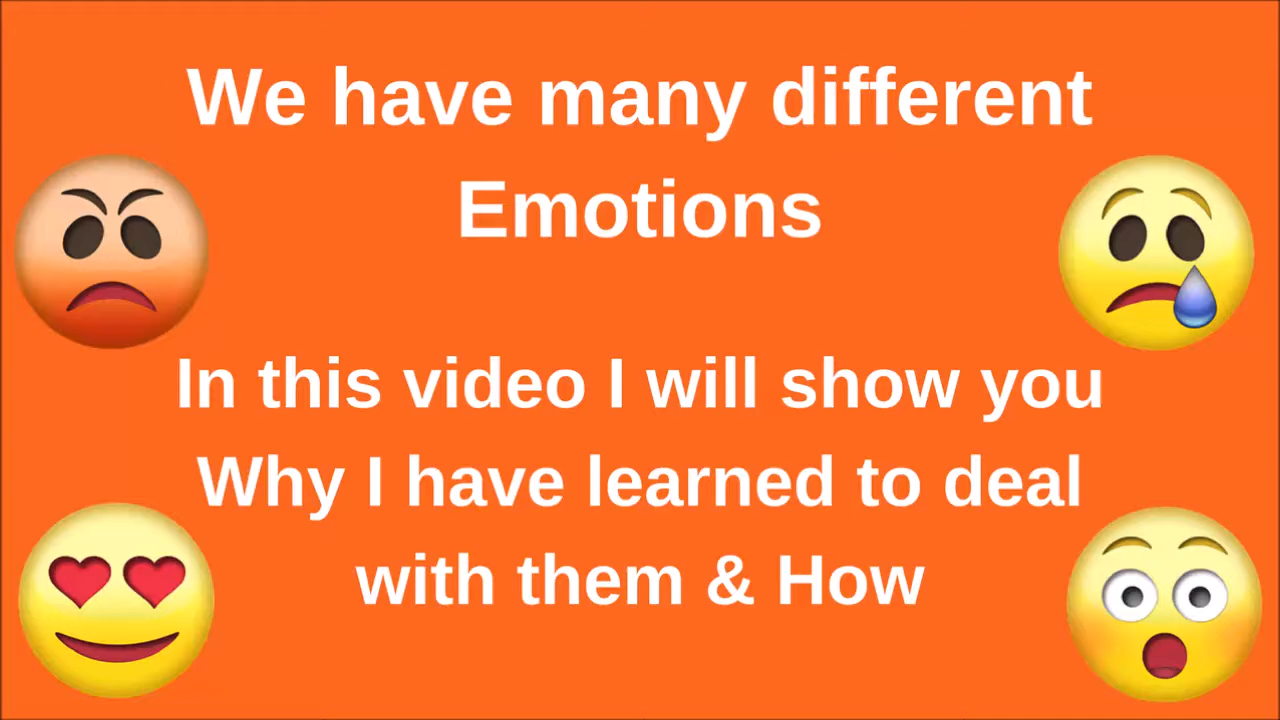 We have many different
Emotions
In this video I will show you
Why I have learned to deal
with them & How